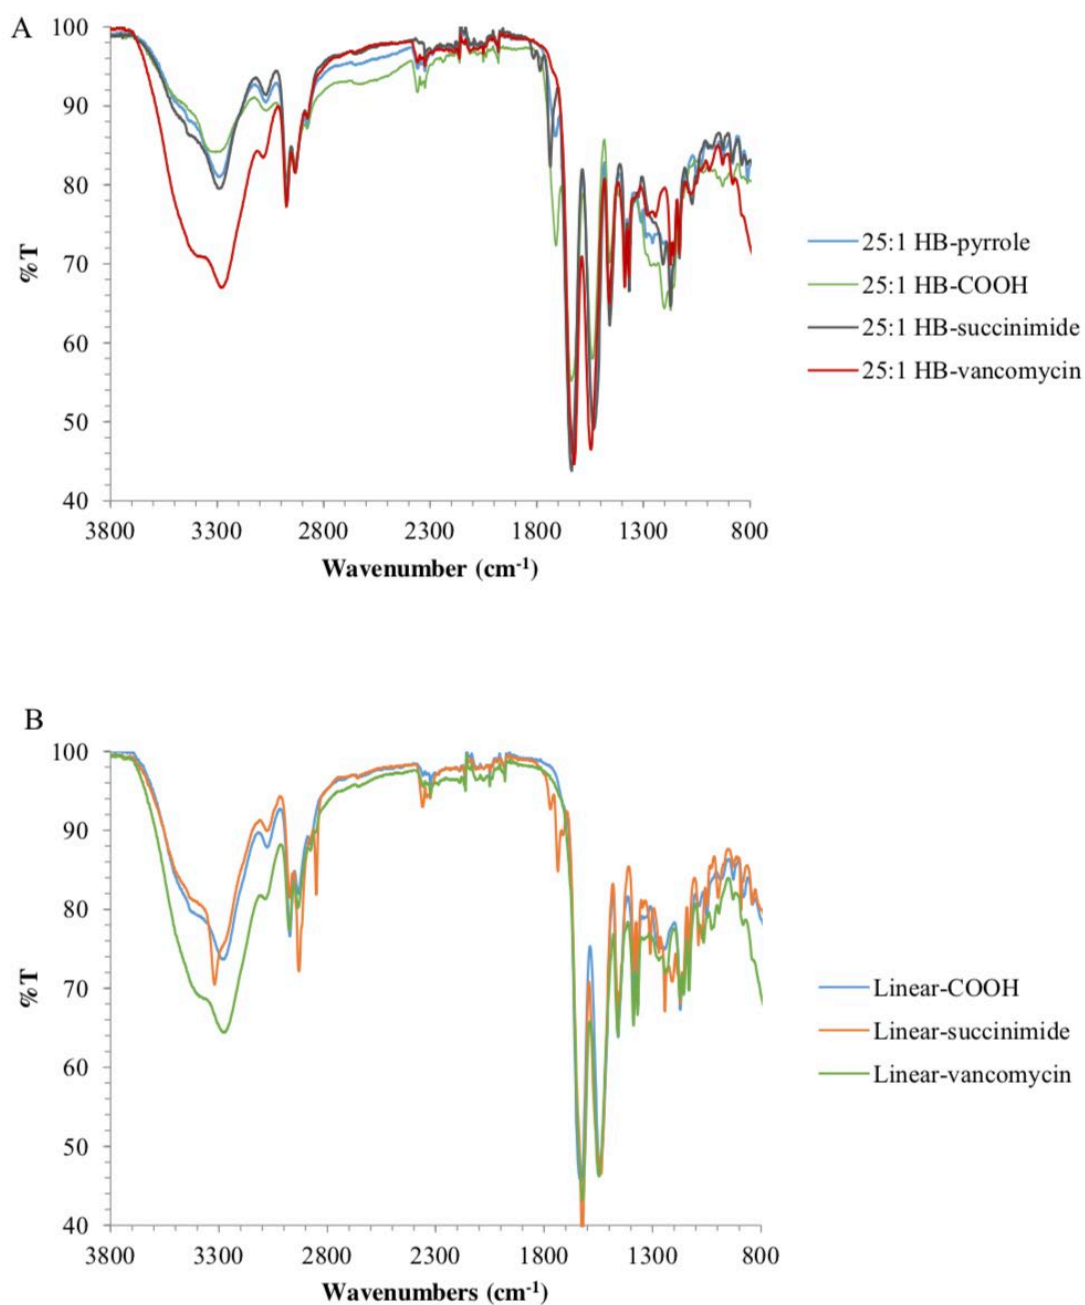 A
100
90
80
70
60
50
40
%T
3800 3300 2800 2300 1800 1300 800
Wavenumber (cm⁻¹)
25:1 HB-pyrrole
25:1 HB-COOH
25:1 HB-succinimide
25:1 HB-vancomycin
B
100
90
80
70
60
50
40
%T
3800 3300 2800 2300 1800 1300 800
Wavenumbers (cm⁻¹)
Linear-COOH
Linear-succinimide
Linear-vancomycin